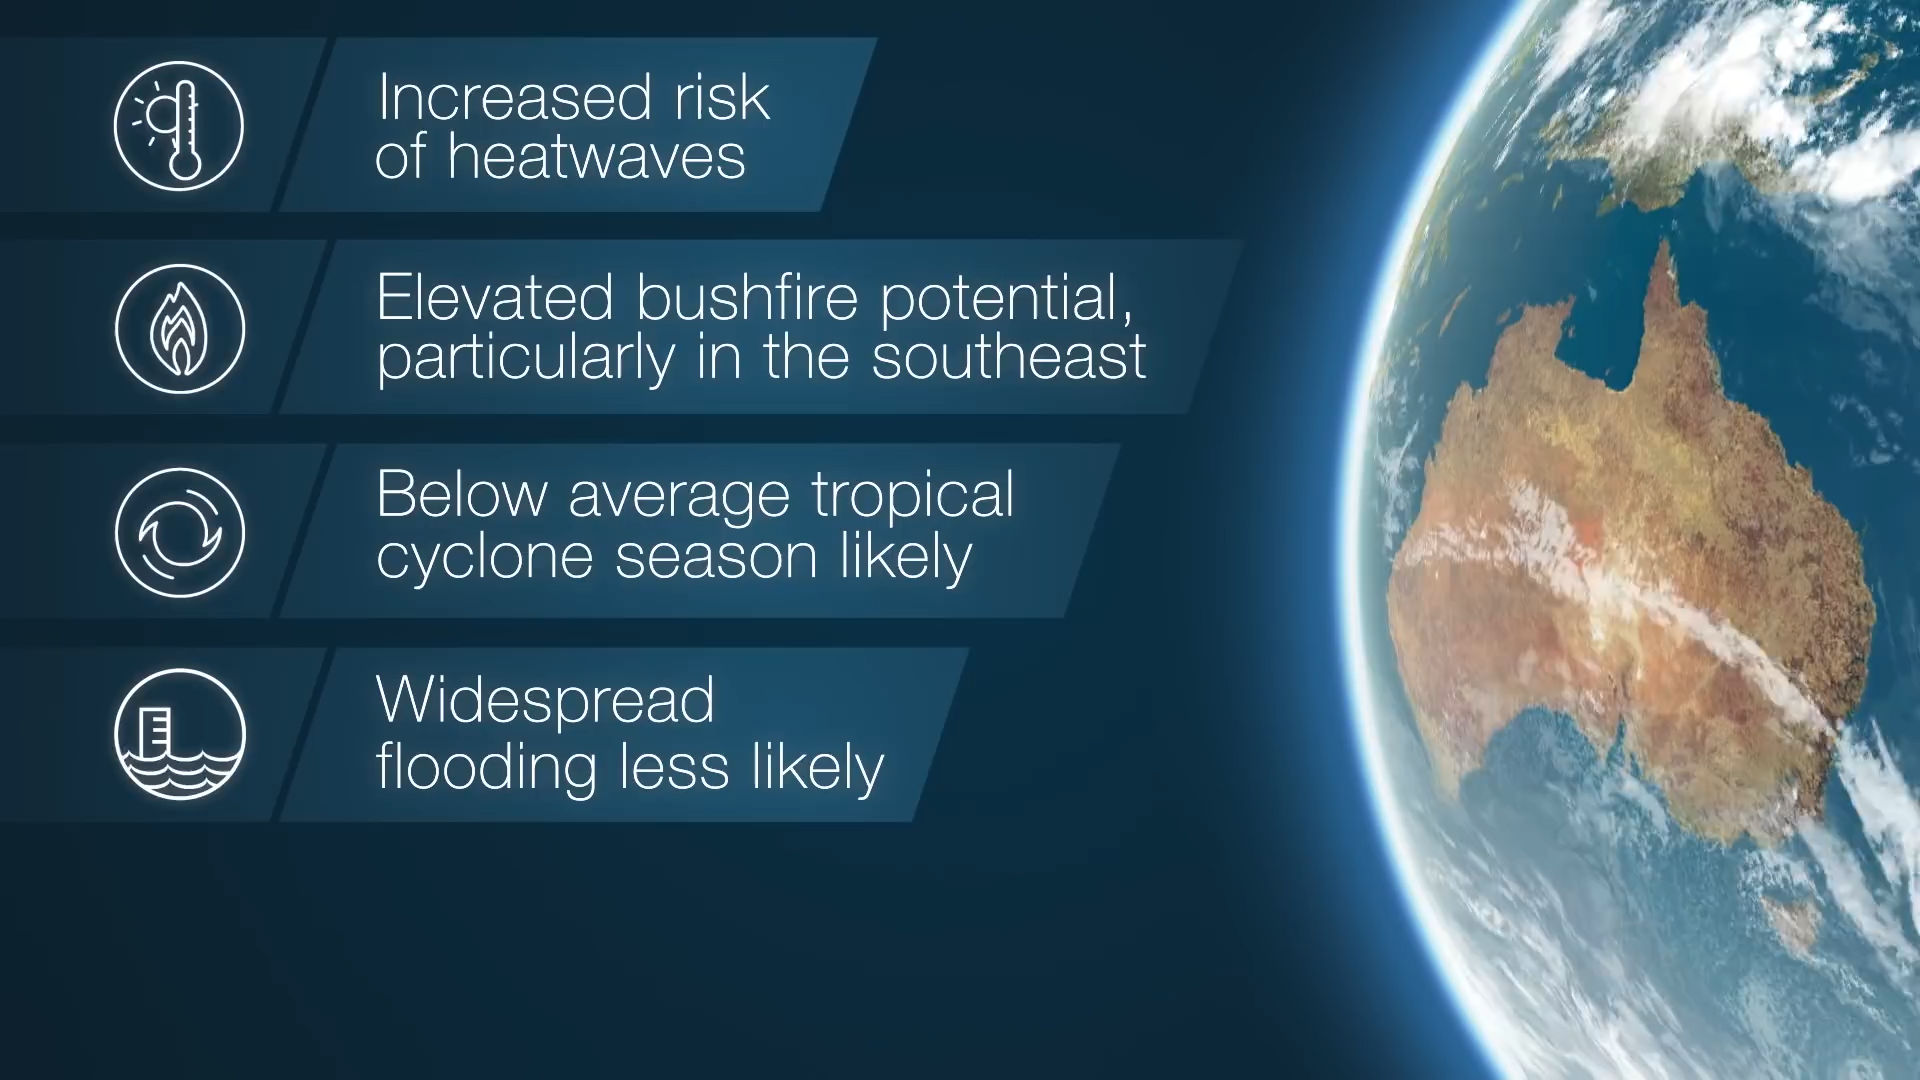 Increased risk
of heatwaves
Elevated bushfire potential,
particularly in the southeast
Below average tropical
cyclone season likely
Widespread
flooding less likely